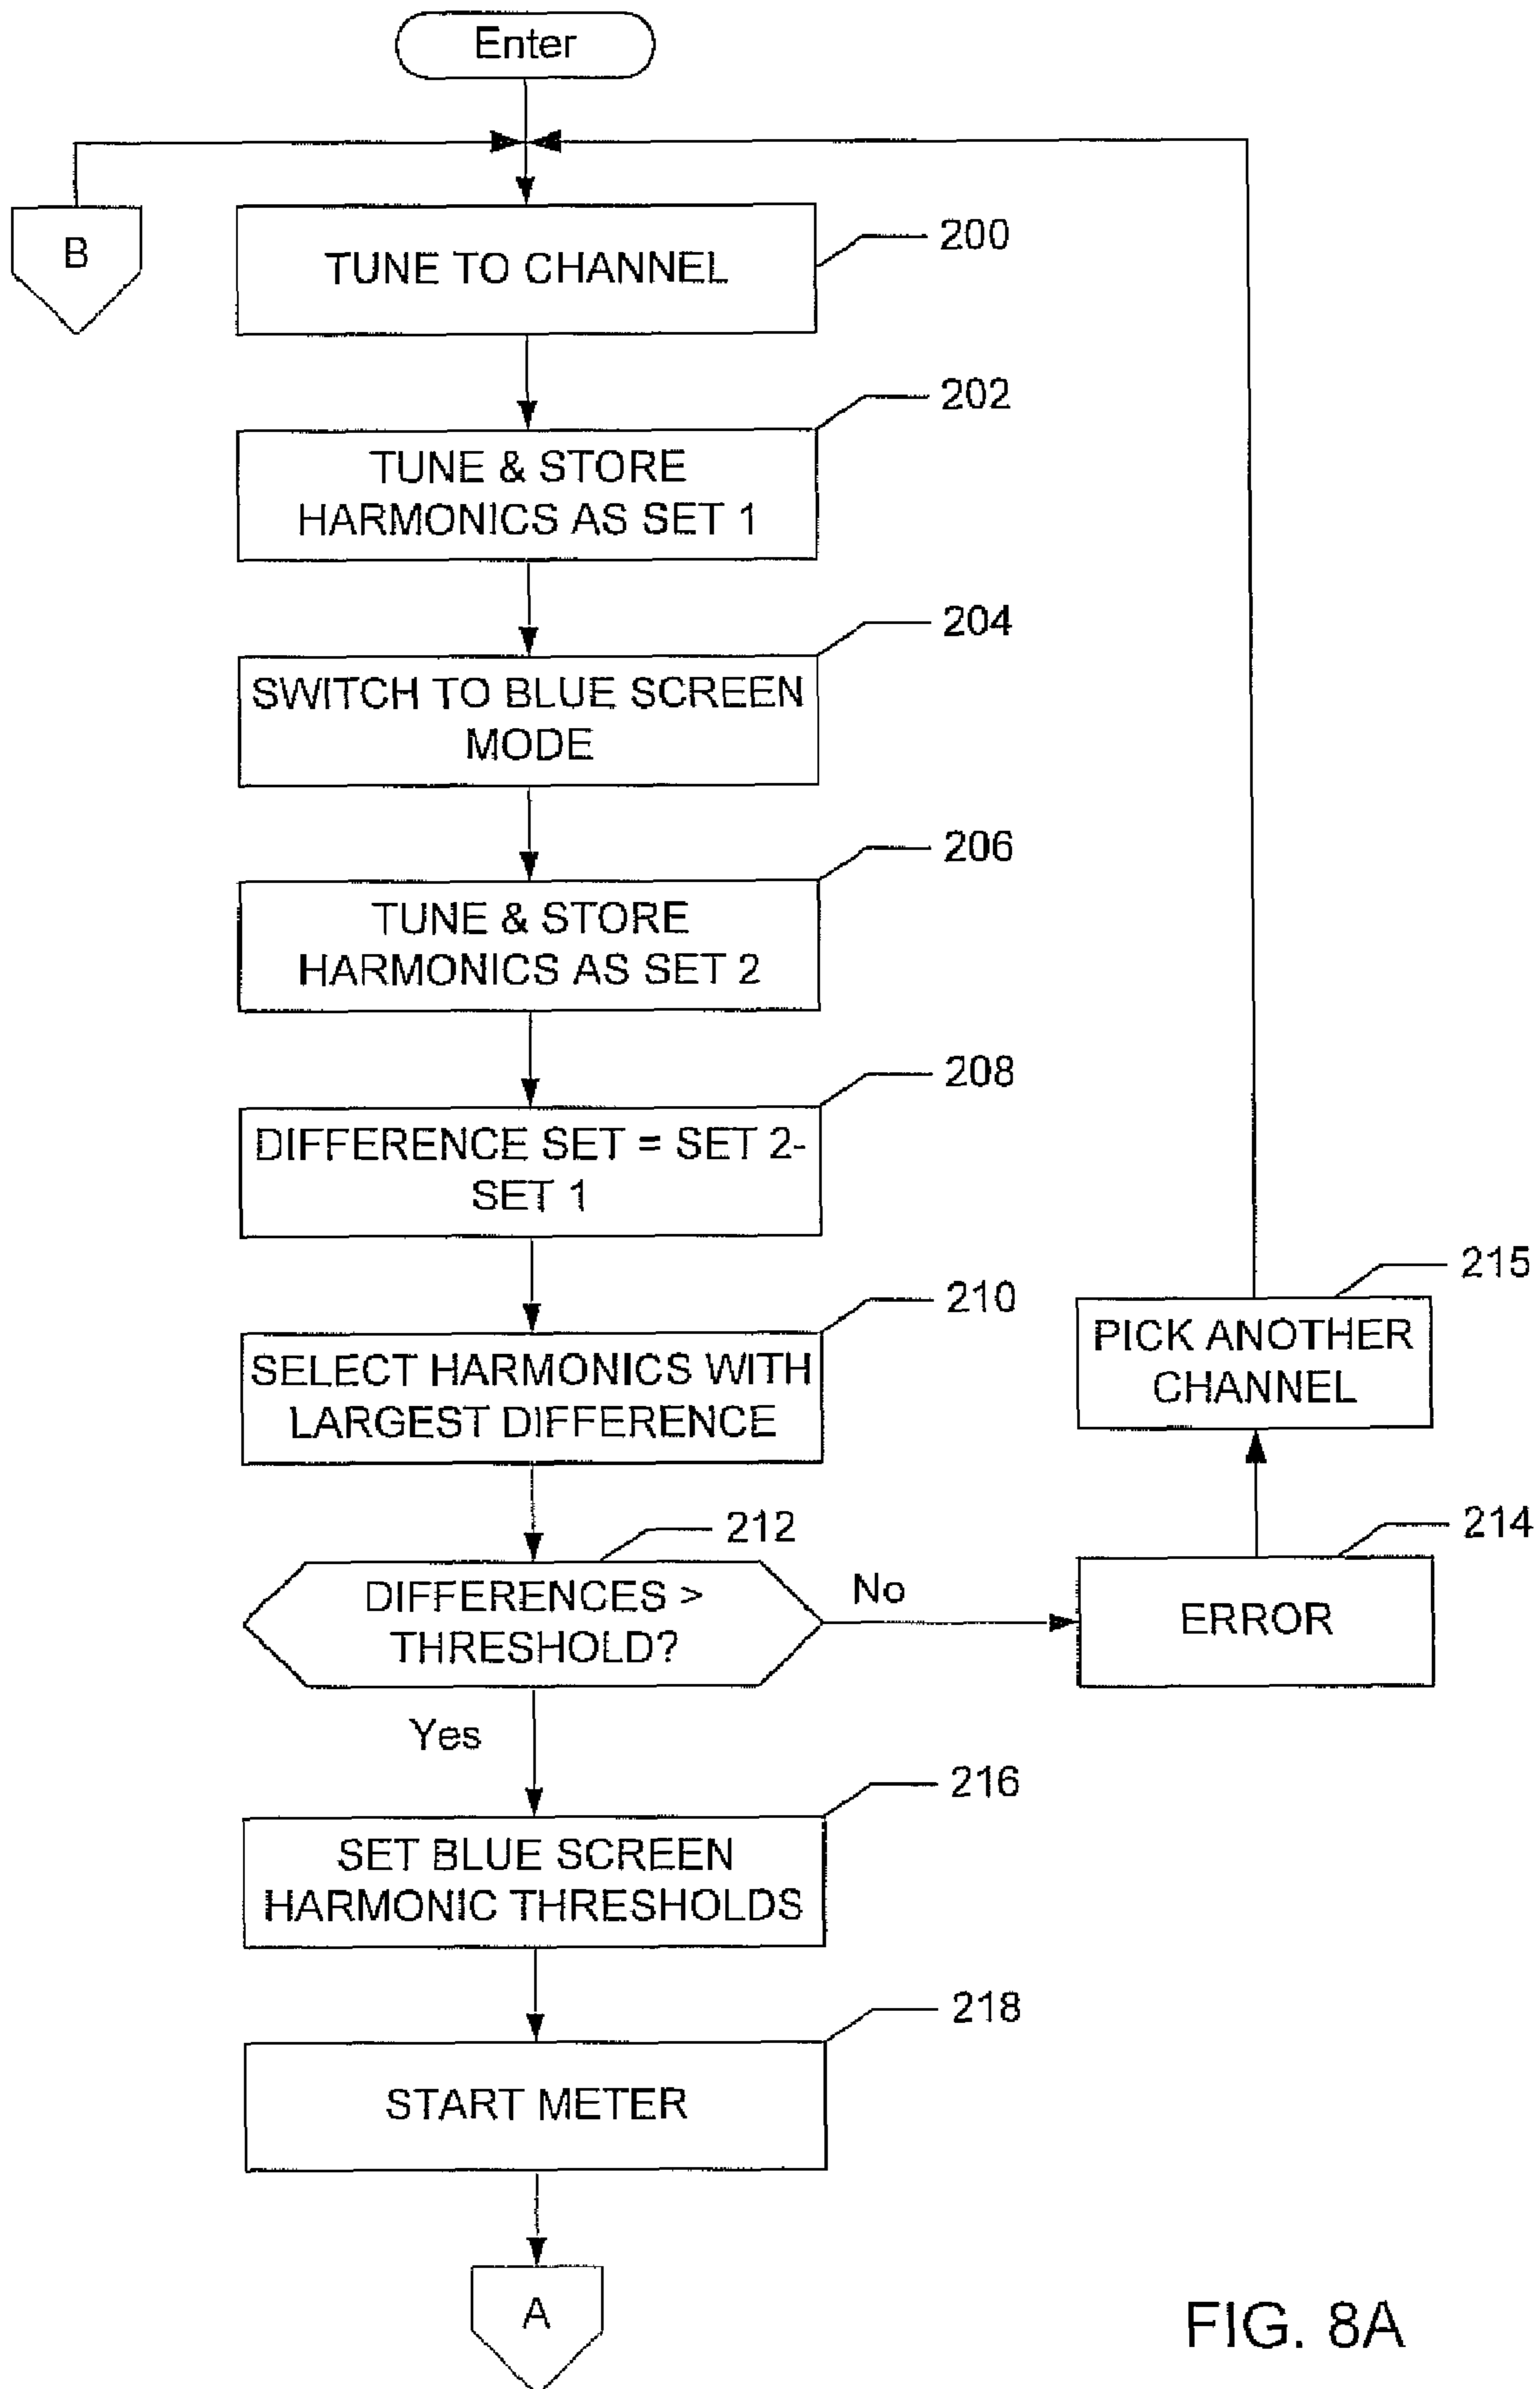 Enter
B
TUNE TO CHANNEL
200
202
TUNE & STORE
HARMONICS AS SET 1
204
SWITCH TO BLUE SCREEN
MODE
206
TUNE & STORE
HARMONICS AS SET 2
208
DIFFERENCE SET = SET 2-
SET 1
210
SELECT HARMONICS WITH
LARGEST DIFFERENCE
215
PICK ANOTHER
CHANNEL
212
DIFFERENCES >
THRESHOLD?
No
214
ERROR
Yes
216
SET BLUE SCREEN
HARMONIC THRESHOLDS
218
START METER
A
FIG. 8A